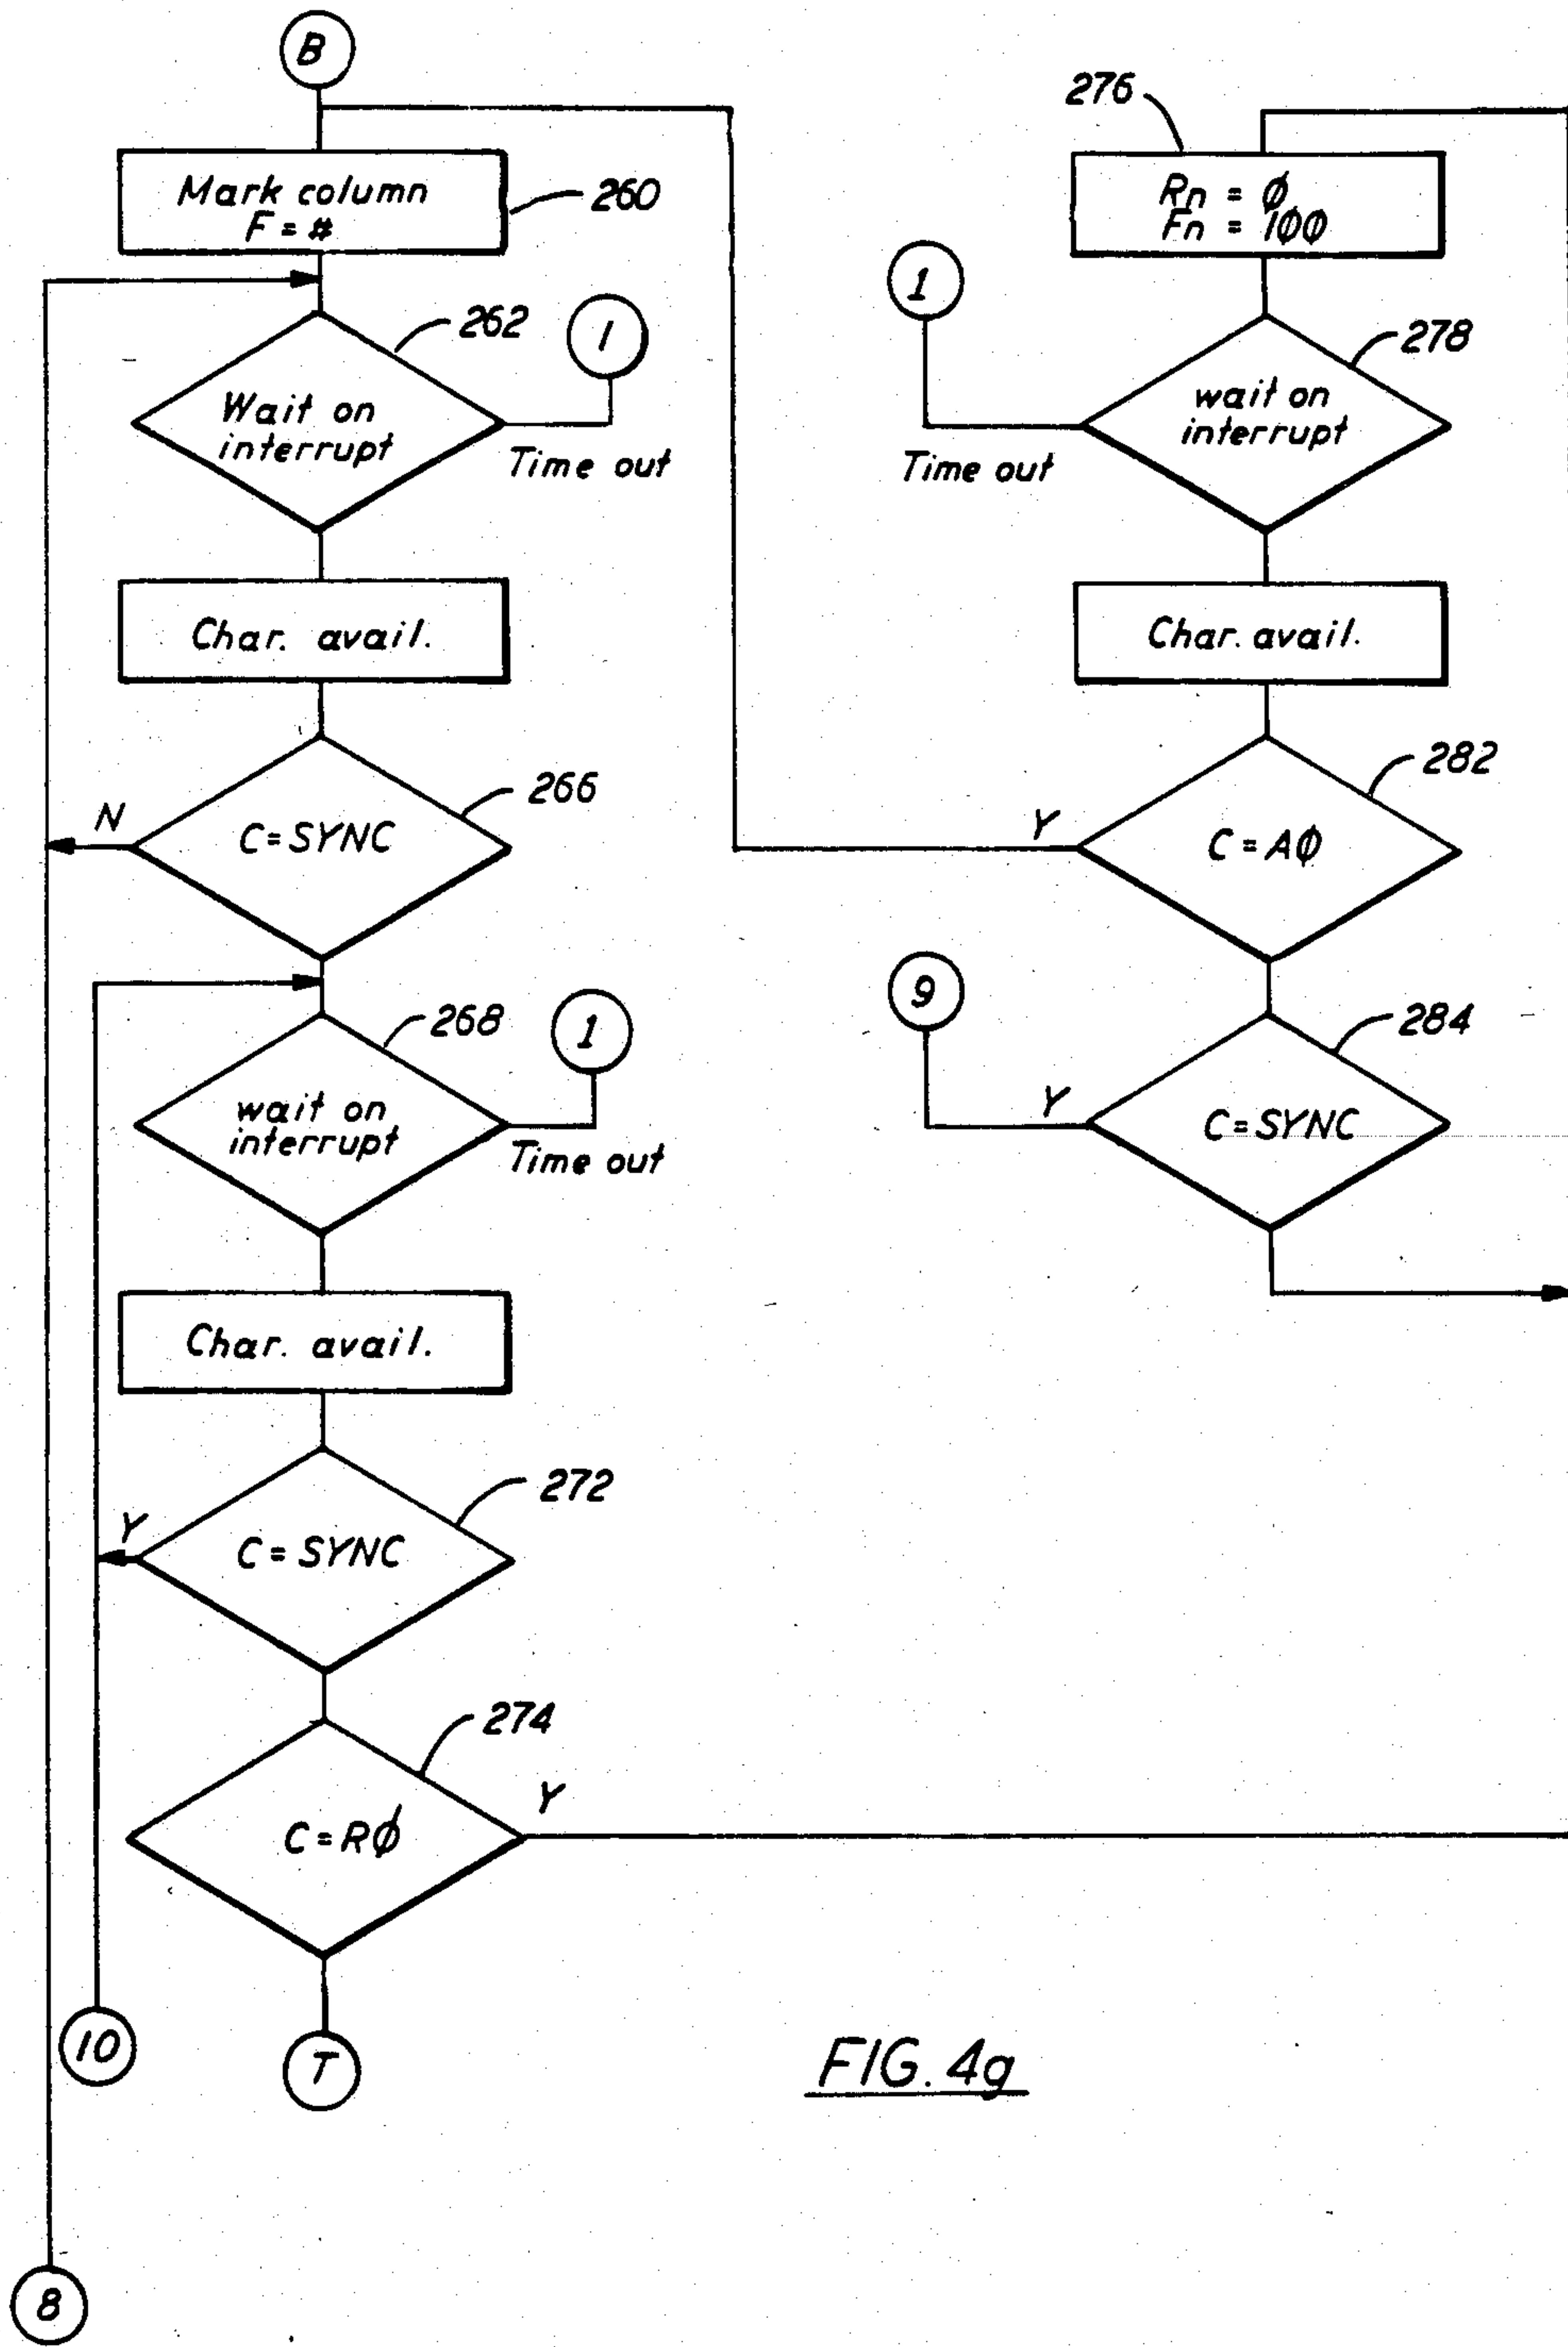 B
Mark column
F = #
260
262
1
Wait on
interrupt
Time out
Char. avail.
266
N
C = SYNC
268
1
wait on
interrupt
Time out
Char. avail.
272
Y
C = SYNC
274
Y
C = RØ
10
T
8
276
Rn = Ø
Fn = 1ØØ
1
278
wait on
interrupt
Time out
Char. avail.
282
Y
C = AØ
9
284
Y
C = SYNC
FIG. 4g